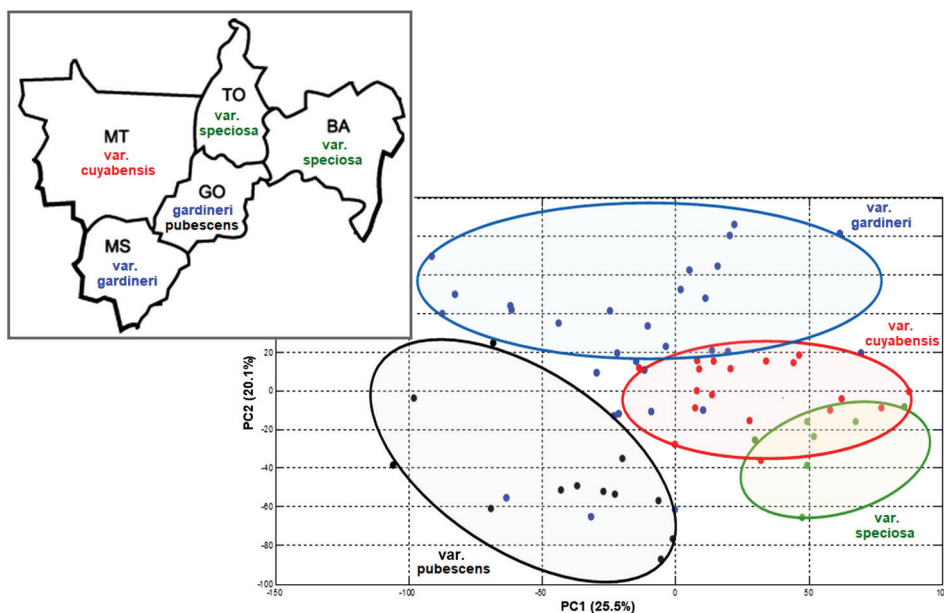 TO
var.
speciosa
MT
var.
cuyabensis
BA
var.
speciosa
GO
gardineri
pubescens
MS
var.
gardineri
var.
gardineri
var.
cuyabensis
var.
speciosa
var.
pubescens
20
0
-20
-40
-60
-80
-100
PC2 (20.1%)
-150
-100
-50
0
50
10
PC1 (25.5%)